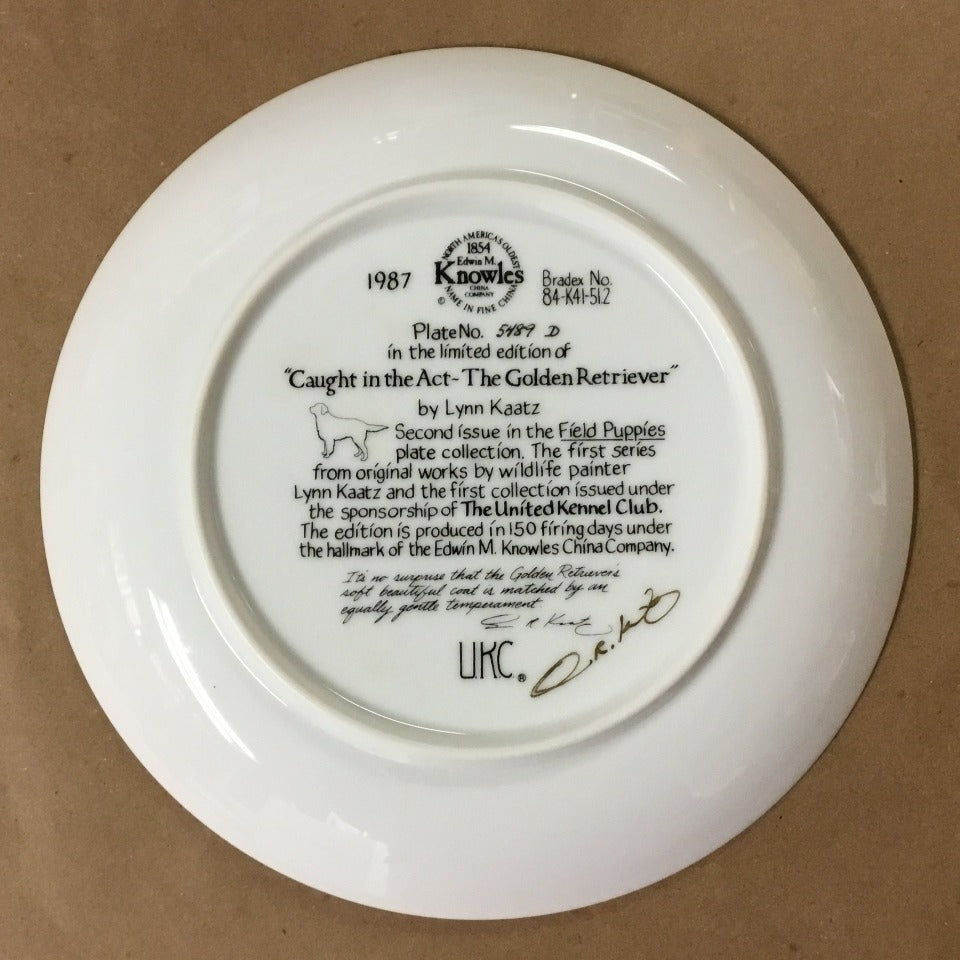 NORTH AMERICA'S OLDEST
1854
Edwin M.
Knowles
CHINA
COMPANY
© NAME IN FINE CHINA
1987
Bradex No.
84-K41-51.2
Plate No. 5489 D
in the limited edition of
"Caught in the Act~ The Golden Retriever"
by Lynn Kaatz
Second issue in the Field Puppies
plate collection. The first series
from original works by wildlife painter
Lynn Kaatz and the first collection issued under
the sponsorship of The United Kennel Club.
The edition is produced in 150 firing days under
the hallmark of the Edwin M. Knowles China Company.
It's no surprise that the Golden Retriever's
soft beautiful coat is matched by an
equally gentle temperament
R Kaatz
U.K.C.®
R. Kaatz